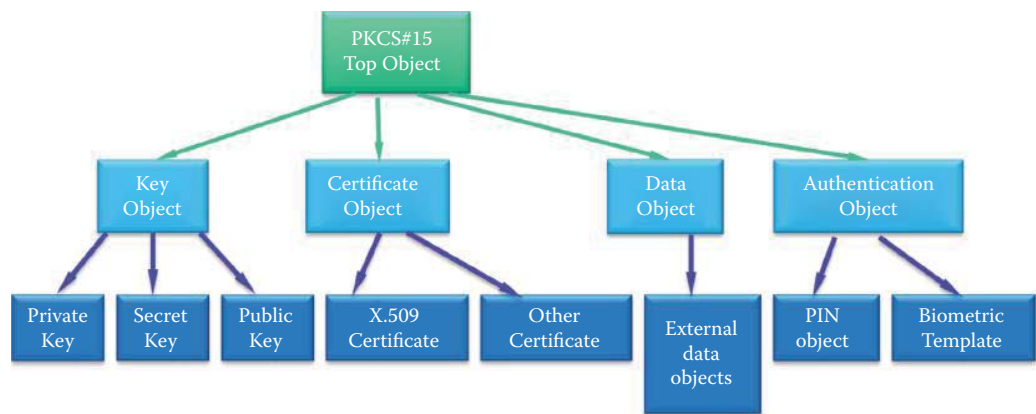 PKCS#15
Top Object
Key
Object
Certificate
Object
Data
Object
Authentication
Object
Private
Key
Secret
Key
Public
Key
X.509
Certificate
Other
Certificate
External
data
objects
PIN
object
Biometric
Template